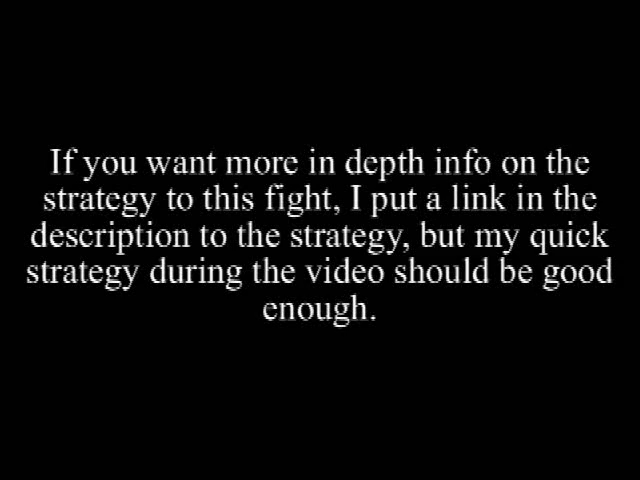 If you want more in depth info on the
strategy to this fight, I put a link in the
description to the strategy, but my quick
strategy during the video should be good
enough.